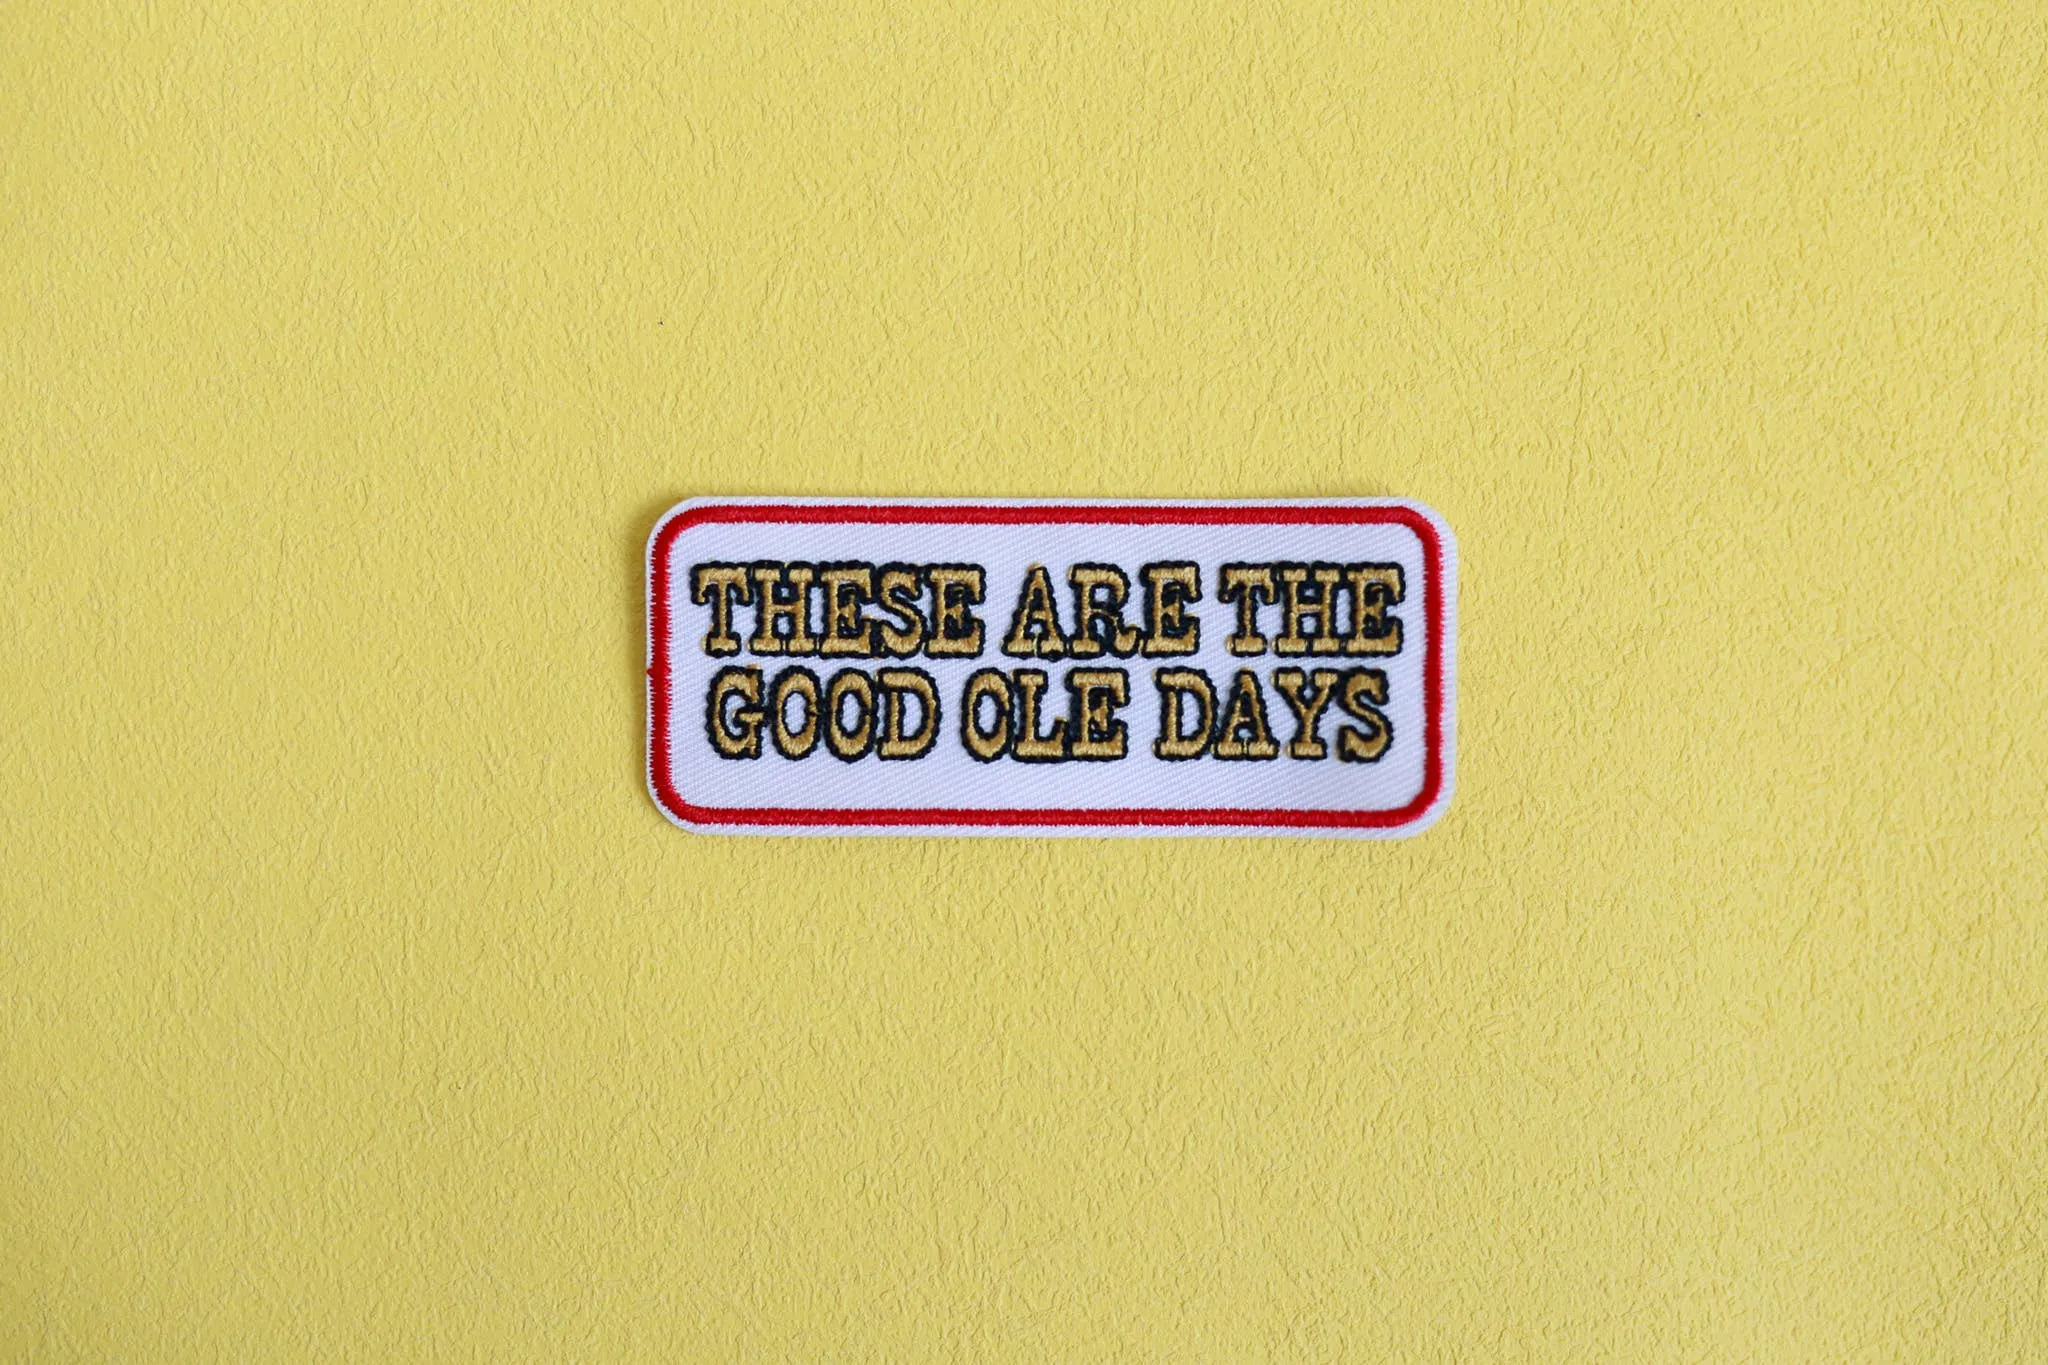 THESE ARE THE
GOOD OLE DAYS